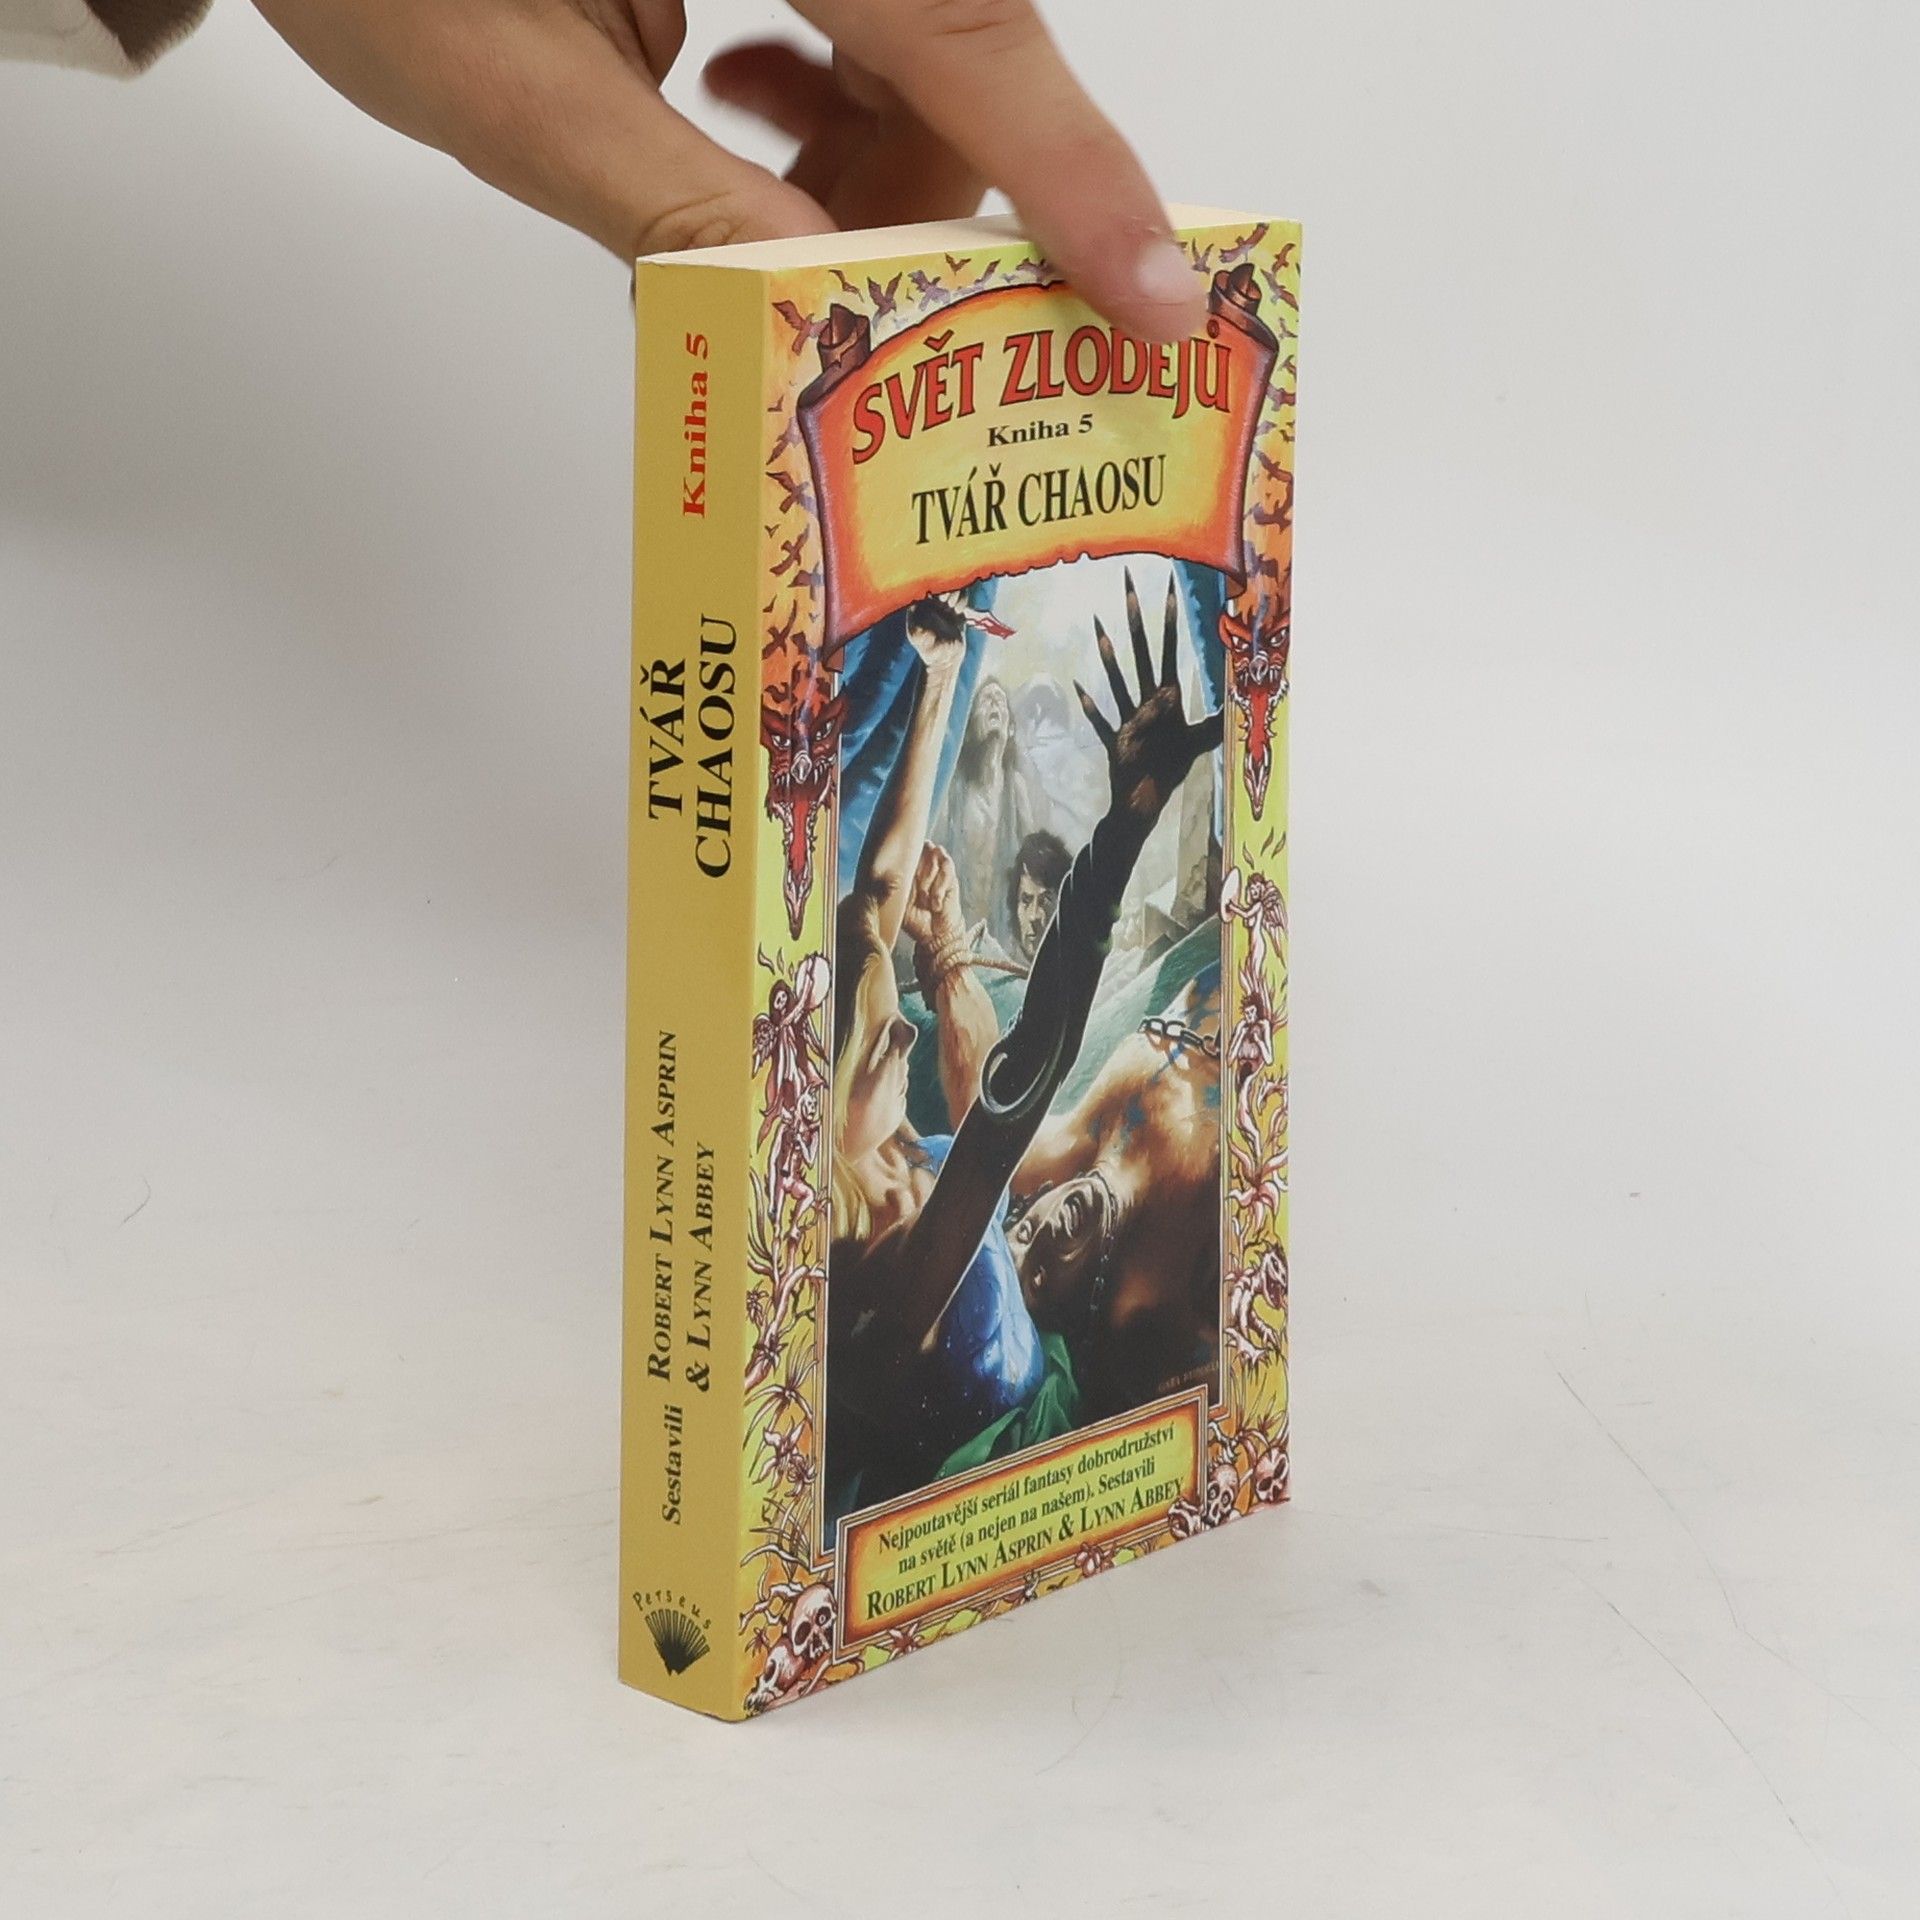 Kniha 5
TVÁŘ
CHAOSU
Sestavili ROBERT LYNN ASPRIN
& LYNN ABBEY
Perseus
SVĚT ZLODĚJŮ
Kniha 5
TVÁŘ CHAOSU
Nejpoutavější seriál fantasy dobrodružství
na světě (a nejen na našem). Sestavili
ROBERT LYNN ASPRIN & LYNN ABBEY